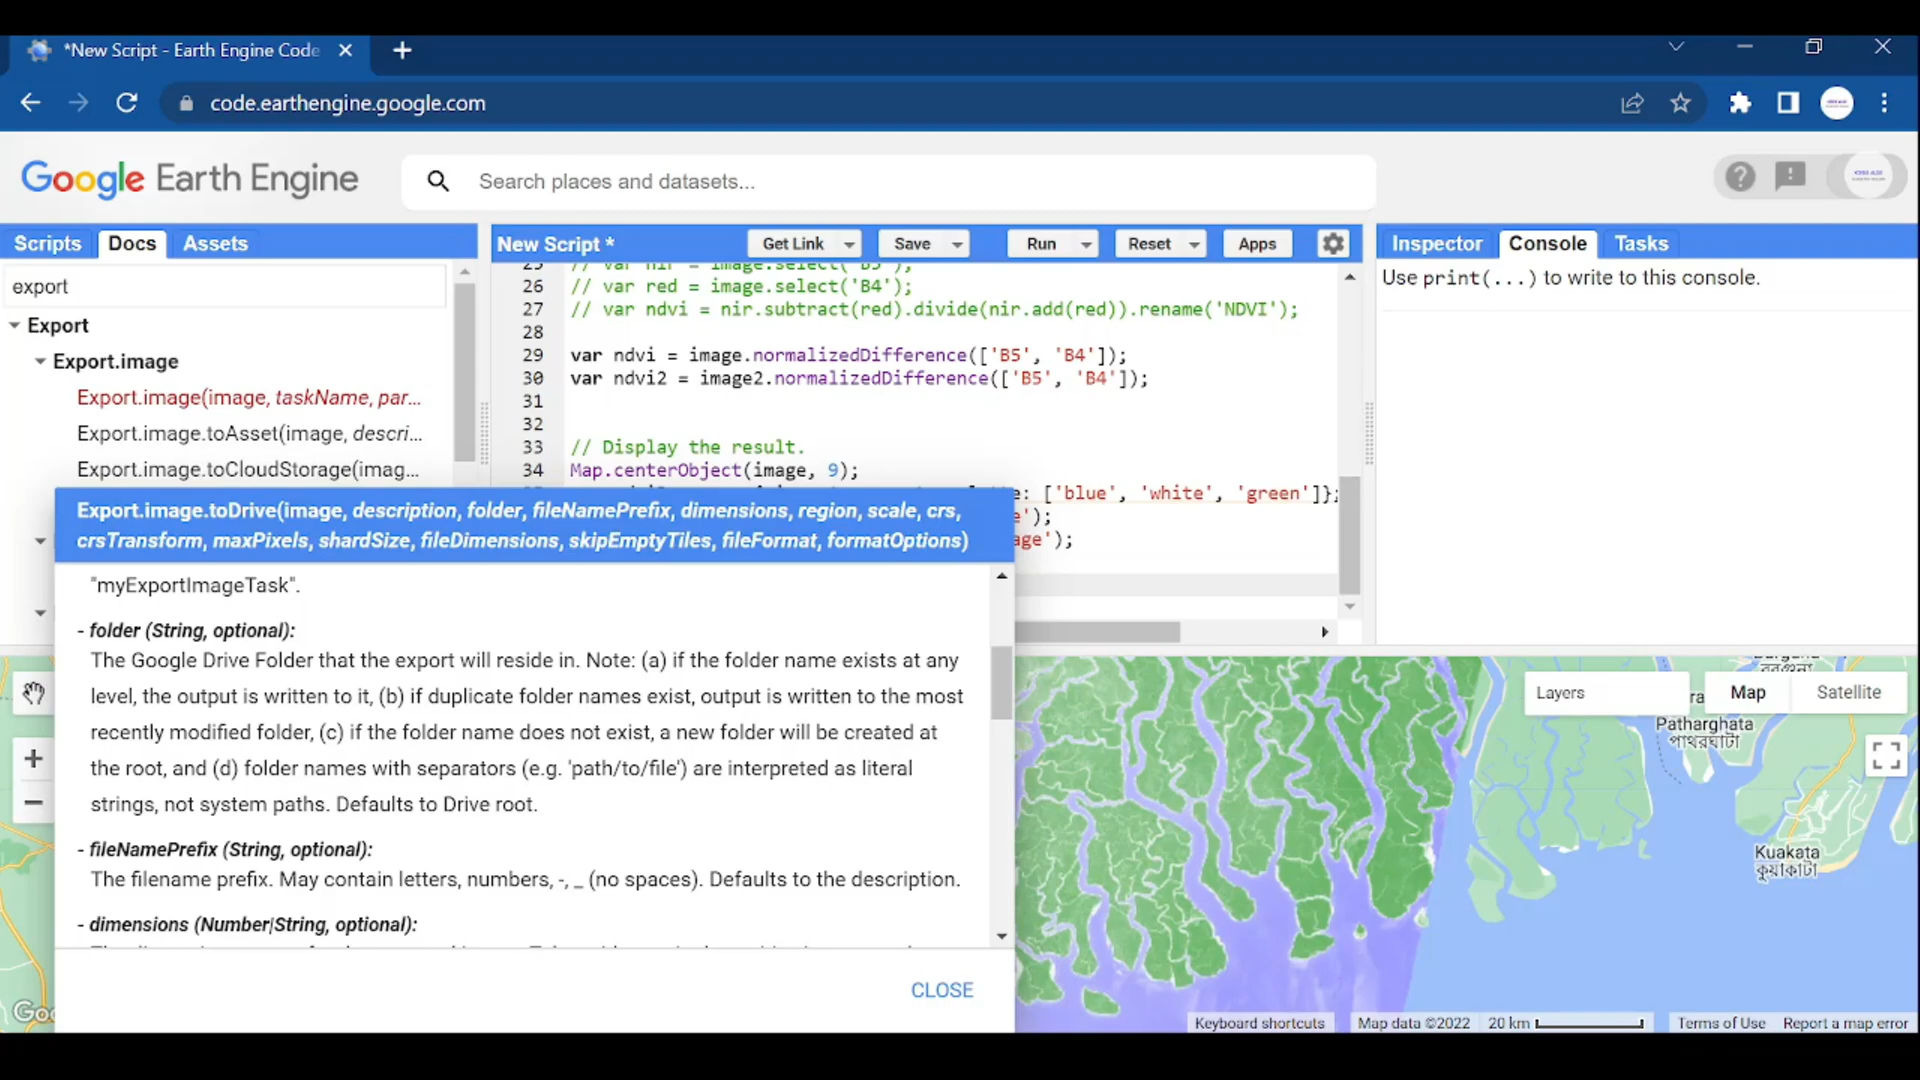 *New Script - Earth Engine Code
code.earthengine.google.com
Google Earth Engine
Search places and datasets...
Scripts
Docs
Assets
New Script *
Get Link
Save
Run
Reset
Apps
Inspector
Console
Tasks
export
Export
Export.image
Export.image(image, taskName, par...
Export.image.toAsset(image, descri...
Export.image.toCloudStorage(imag...
25 // var nir = image.select('B5');
26 // var red = image.select('B4');
27 // var ndvi = nir.subtract(red).divide(nir.add(red)).rename('NDVI');
28
29 var ndvi = image.normalizedDifference(['B5', 'B4']);
30 var ndvi2 = image2.normalizedDifference(['B5', 'B4']);
31
32
33 // Display the result.
34 Map.centerObject(image, 9);
: ['blue', 'white', 'green']};
');
age');
Use print(...) to write to this console.
Export.image.toDrive(image, description, folder, fileNamePrefix, dimensions, region, scale, crs,
crsTransform, maxPixels, shardSize, fileDimensions, skipEmptyTiles, fileFormat, formatOptions)
"myExportImageTask".
- folder (String, optional):
The Google Drive Folder that the export will reside in. Note: (a) if the folder name exists at any
level, the output is written to it, (b) if duplicate folder names exist, output is written to the most
recently modified folder, (c) if the folder name does not exist, a new folder will be created at
the root, and (d) folder names with separators (e.g. 'path/to/file') are interpreted as literal
strings, not system paths. Defaults to Drive root.
- fileNamePrefix (String, optional):
The filename prefix. May contain letters, numbers, -, _ (no spaces). Defaults to the description.
- dimensions (Number|String, optional):
CLOSE
Layers
Map
Satellite
Patharghata
পাথরঘাটা
Kuakata
কুয়াকাটা
Goo
Keyboard shortcuts
Map data ©2022
20 km
Terms of Use
Report a map error